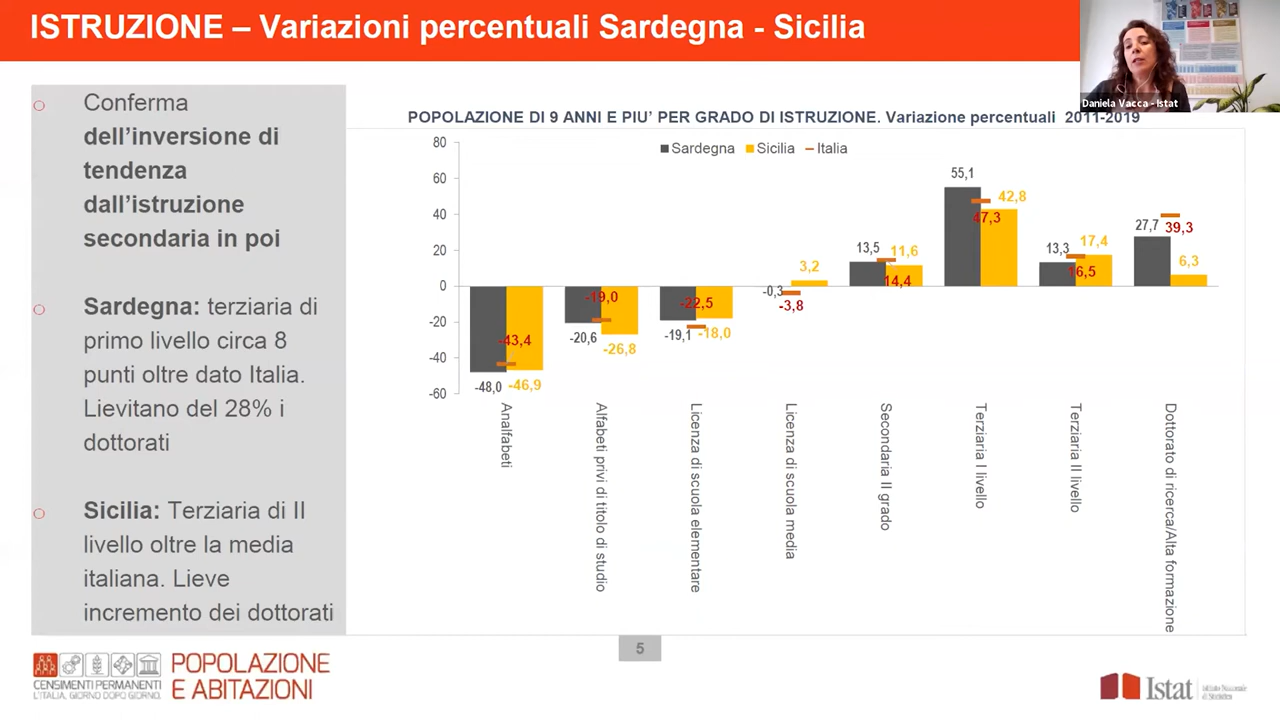 ISTRUZIONE – Variazioni percentuali Sardegna - Sicilia
Daniela Vacca - Istat
Conferma
dell'inversione di
tendenza
dall'istruzione
secondaria in poi
Sardegna: terziaria di
primo livello circa 8
punti oltre dato Italia.
Lievitano del 28% i
dottorati
Sicilia: Terziaria di II
livello oltre la media
italiana. Lieve
incremento dei dottorati
POPOLAZIONE DI 9 ANNI E PIU' PER GRADO DI ISTRUZIONE. Variazione percentuali 2011-2019
Sardegna Sicilia Italia
80
60
40
20
0
-20
-40
-60
-48,0 -43,4 -46,9
-20,6 -19,0 -26,8
-19,1 -22,5 -18,0
-0,3 -3,8 3,2
13,5 14,4 11,6
55,1 47,3 42,8
13,3 16,5 17,4
27,7 39,3 6,3
Analfabeti
Alfabeti privi di titolo di studio
Licenza di scuola elementare
Licenza di scuola media
Secondaria II grado
Terziaria I livello
Terziaria II livello
Dottorato di ricerca/Alta formazione
5
CENSIMENTI PERMANENTI
L'ITALIA, GIORNO DOPO GIORNO.
POPOLAZIONE
E ABITAZIONI
Istat
Istituto Nazionale
di Statistica